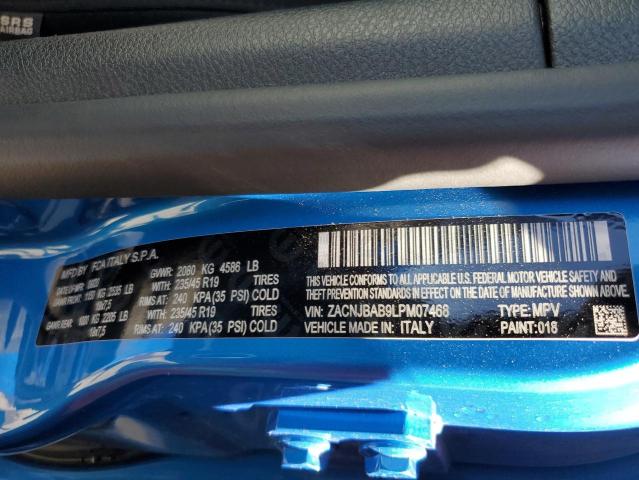 SRS
AIRBAG
MFD BY FCA ITALY S.P.A.
GVWR: 2080 KG 4586 LB
WITH: 235/45 R19 TIRES
RIMS AT: 240 KPA(35 PSI) COLD
WITH: 235/45 R19 TIRES
RIMS AT: 240 KPA(35 PSI) COLD
THIS VEHICLE CONFORMS TO ALL APPLICABLE
THEFT PREVENTION STANDARDS IN EFFECT
U.S. FEDERAL MOTOR VEHICLE SAFETY, BUMPER, AND
ON THE DATE OF MANUFACTURE SHOWN ABOVE.
VIN: ZACNJBAB9LPM07468 TYPE: MPV
VEHICLE MADE IN: ITALY PAINT: 018